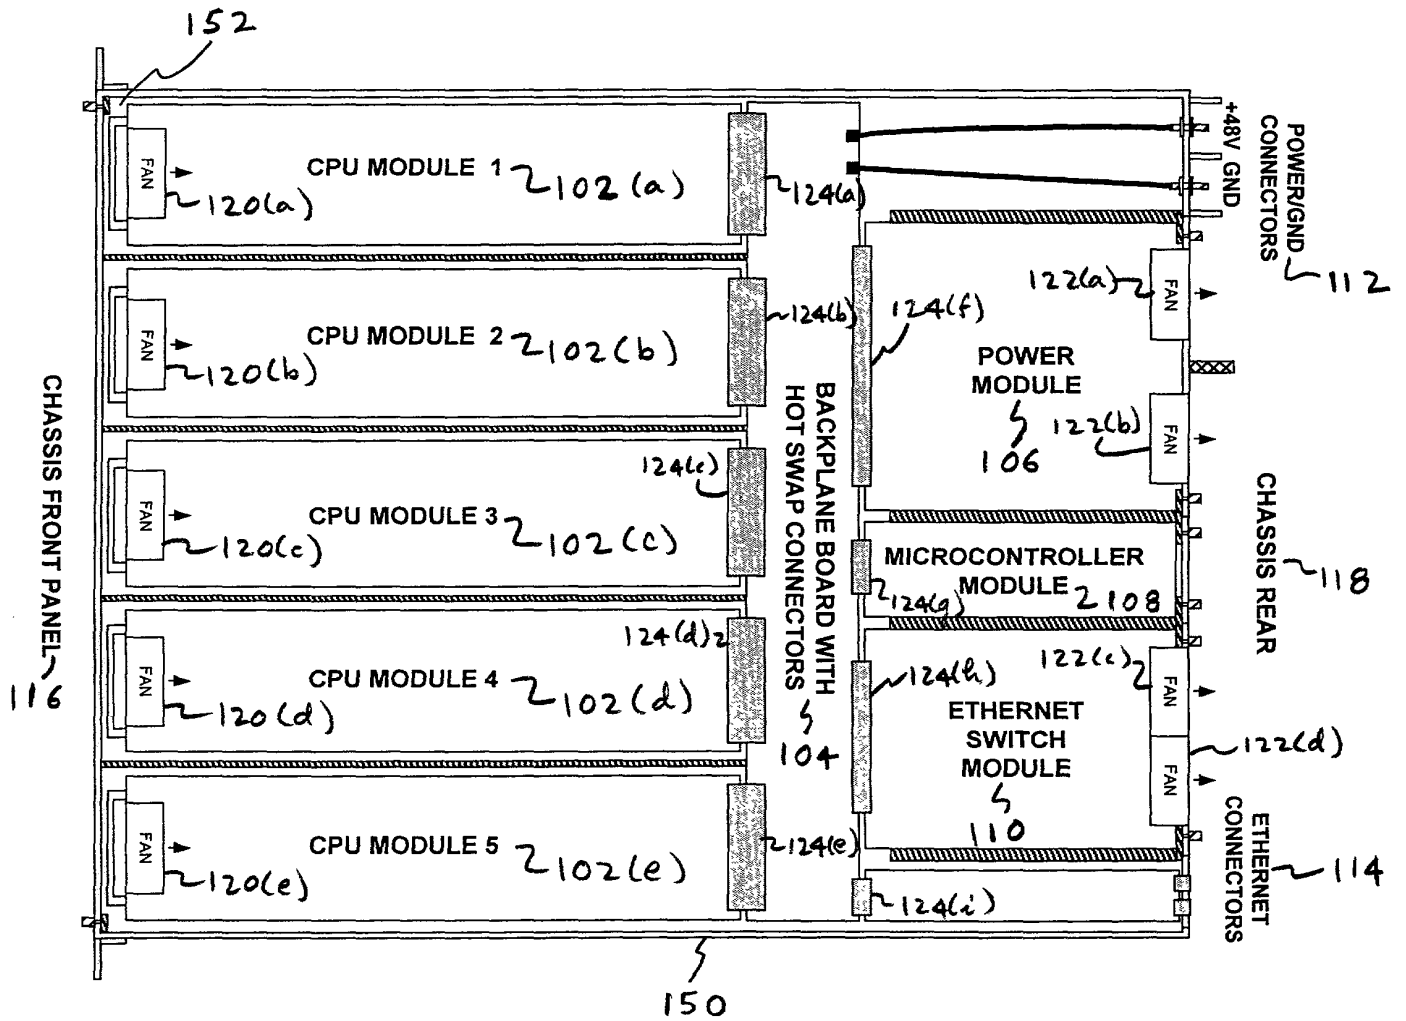 152
FAN
CPU MODULE 1
102(a)
120(a)
124(a)
+48V GND
POWER/GND
CONNECTORS
112
FAN
CPU MODULE 2
102(b)
120(b)
124(b)
124(f)
122(a)
FAN
POWER
MODULE
106
122(b)
FAN
CHASSIS FRONT PANEL
116
FAN
CPU MODULE 3
102(c)
120(c)
124(c)
BACKPLANE BOARD WITH
HOT SWAP CONNECTORS
104
MICROCONTROLLER
MODULE
108
124(g)
CHASSIS REAR
118
FAN
CPU MODULE 4
102(d)
120(d)
124(d)
124(h)
122(c)
FAN
ETHERNET
SWITCH
MODULE
110
122(d)
FAN
FAN
CPU MODULE 5
102(e)
120(e)
124(e)
124(i)
ETHERNET
CONNECTORS
114
150